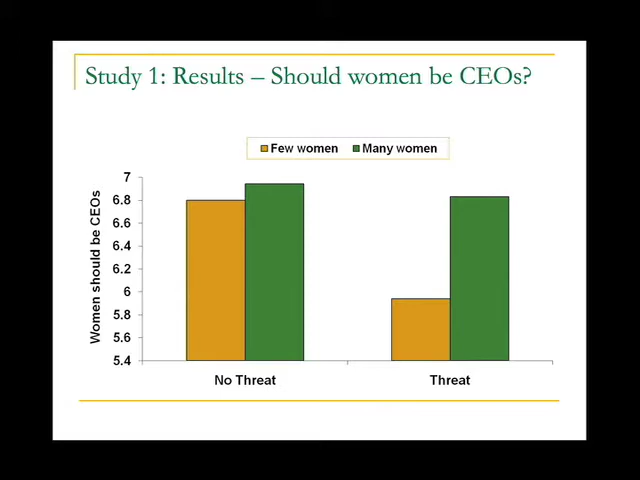 Study 1: Results – Should women be CEOs?
Few women Many women
Women should be CEOs
7
6.8
6.6
6.4
6.2
6
5.8
5.6
5.4
No Threat Threat